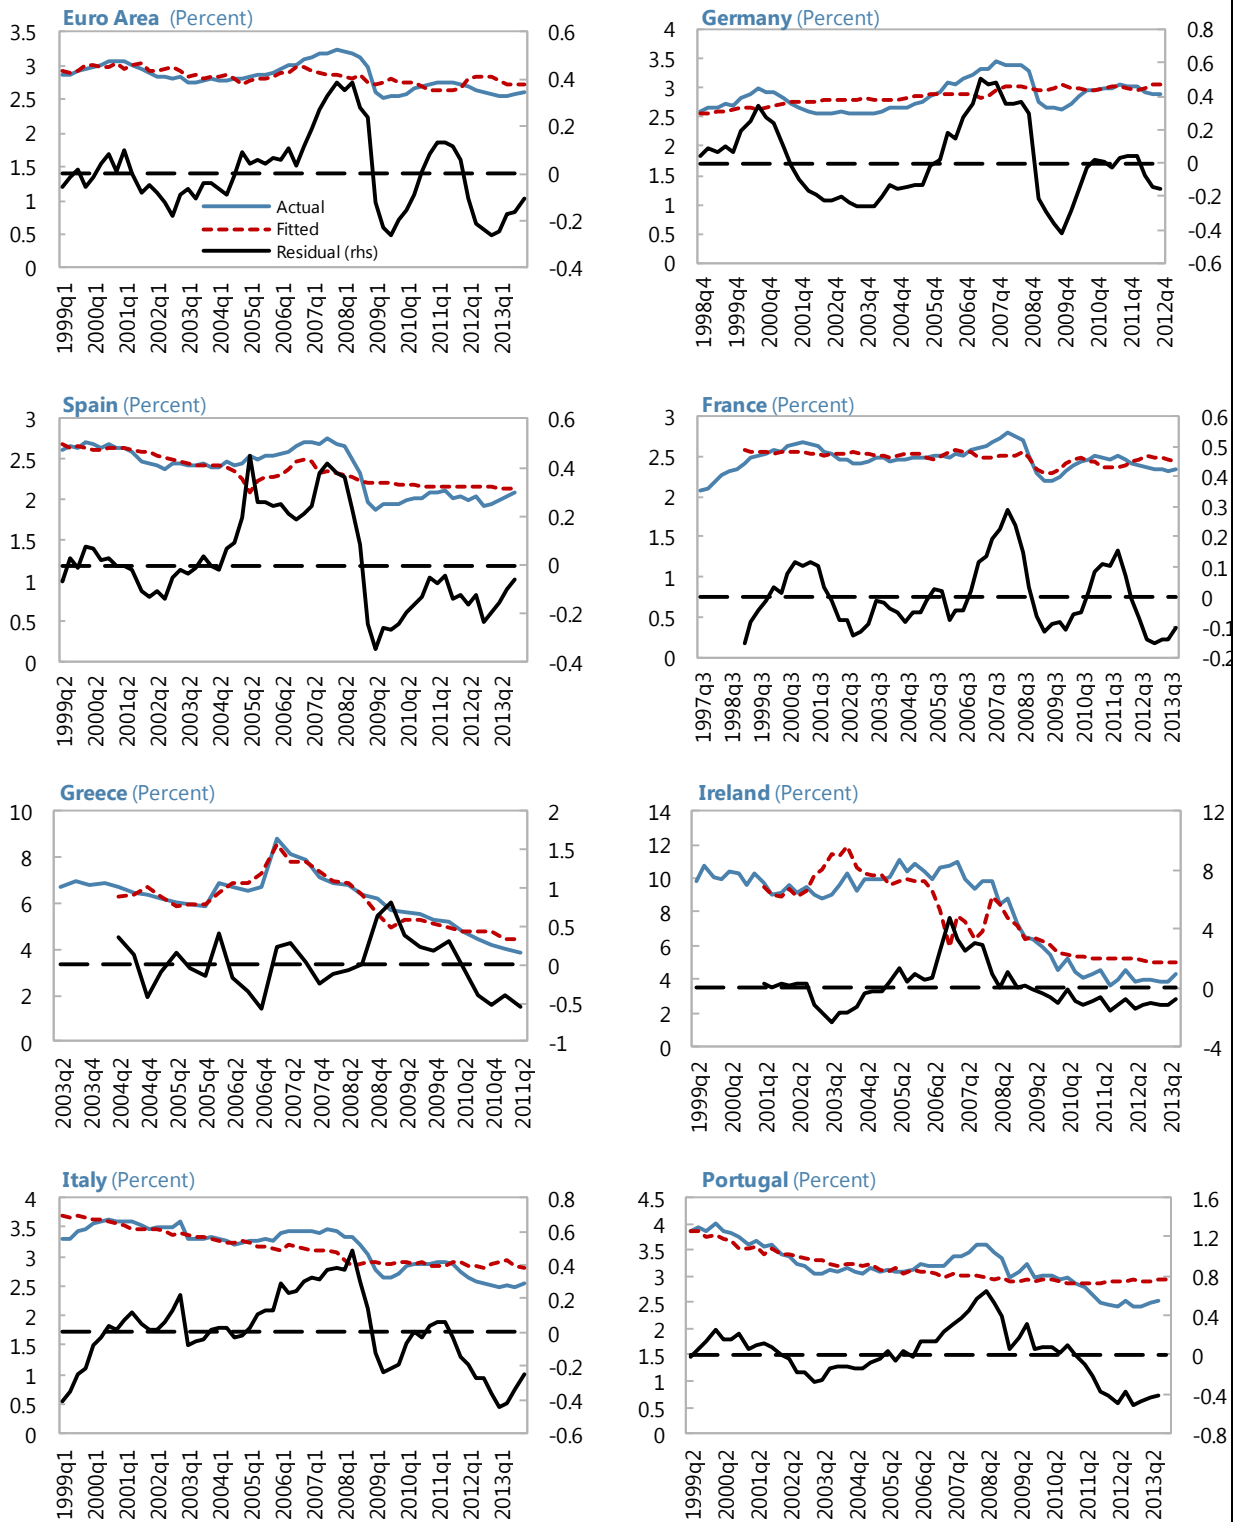 Euro Area (Percent)
3.5
3
2.5
2
1.5
1
0.5
0
0.6
0.4
0.2
0
-0.2
-0.4
Actual
Fitted
Residual (rhs)
1999q1
2000q1
2001q1
2002q1
2003q1
2004q1
2005q1
2006q1
2007q1
2008q1
2009q1
2010q1
2011q1
2012q1
2013q1
Germany (Percent)
4
3.5
3
2.5
2
1.5
1
0.5
0
0.8
0.6
0.4
0.2
0
-0.2
-0.4
-0.6
1998q4
1999q4
2000q4
2001q4
2002q4
2003q4
2004q4
2005q4
2006q4
2007q4
2008q4
2009q4
2010q4
2011q4
2012q4
Spain (Percent)
3
2.5
2
1.5
1
0.5
0
0.6
0.4
0.2
0
-0.2
-0.4
1999q2
2000q2
2001q2
2002q2
2003q2
2004q2
2005q2
2006q2
2007q2
2008q2
2009q2
2010q2
2011q2
2012q2
2013q2
France (Percent)
3
2.5
2
1.5
1
0.5
0
0.6
0.5
0.4
0.3
0.2
0.1
0
-0.1
-0.2
1997q3
1998q3
1999q3
2000q3
2001q3
2002q3
2003q3
2004q3
2005q3
2006q3
2007q3
2008q3
2009q3
2010q3
2011q3
2012q3
2013q3
Greece (Percent)
10
8
6
4
2
0
2
1.5
1
0.5
0
-0.5
-1
2003q2
2003q4
2004q2
2004q4
2005q2
2005q4
2006q2
2006q4
2007q2
2007q4
2008q2
2008q4
2009q2
2009q4
2010q2
2010q4
2011q2
Ireland (Percent)
14
12
10
8
6
4
2
0
12
8
4
0
-4
1999q2
2000q2
2001q2
2002q2
2003q2
2004q2
2005q2
2006q2
2007q2
2008q2
2009q2
2010q2
2011q2
2012q2
2013q2
Italy (Percent)
4
3.5
3
2.5
2
1.5
1
0.5
0
0.8
0.6
0.4
0.2
0
-0.2
-0.4
-0.6
1999q1
2000q1
2001q1
2002q1
2003q1
2004q1
2005q1
2006q1
2007q1
2008q1
2009q1
2010q1
2011q1
2012q1
2013q1
Portugal (Percent)
4.5
4
3.5
3
2.5
2
1.5
1
0.5
0
1.6
1.2
0.8
0.4
0
-0.4
-0.8
1999q2
2000q2
2001q2
2002q2
2003q2
2004q2
2005q2
2006q2
2007q2
2008q2
2009q2
2010q2
2011q2
2012q2
2013q2